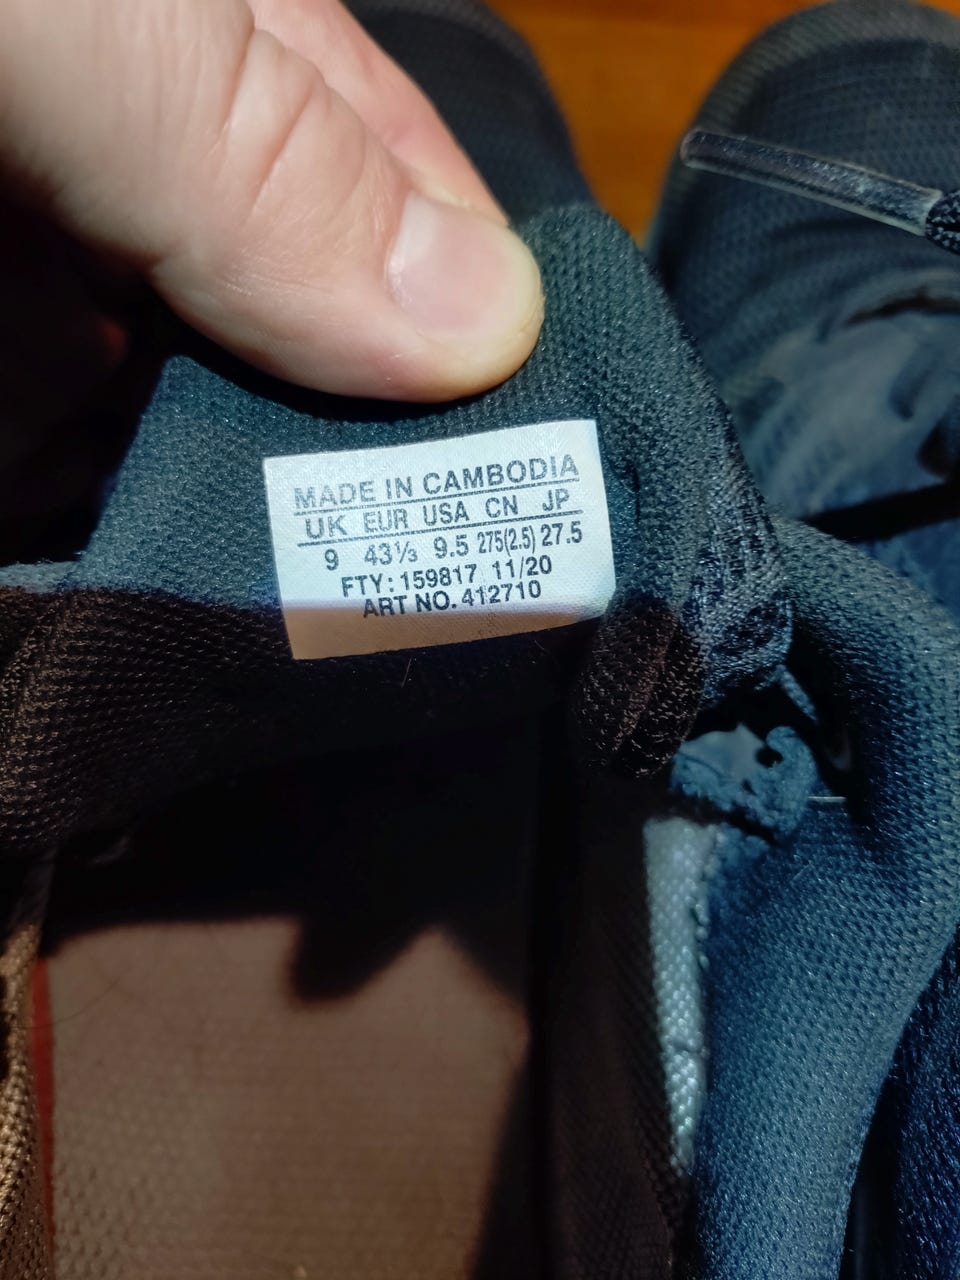 MADE IN CAMBODIA
UK EUR USA CN JP
9 43⅓ 9.5 275(2.5) 27.5
FTY: 159817 11/20
ART NO. 412710